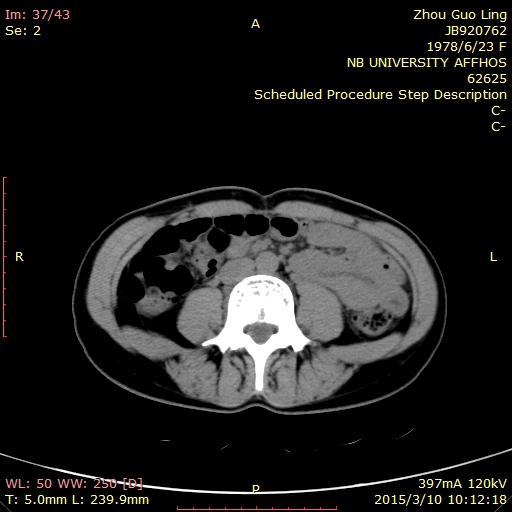 Im: 37/43
Se: 2
A
Zhou Guo Ling
JB920762
1978/6/23 F
NB UNIVERSITY AFFHOS
62625
Scheduled Procedure Step Description
C-
C-
R
L
WL: 50 WW: 250 [D]
T: 5.0mm L: 239.9mm
P
397mA 120kV
2015/3/10 10:12:18